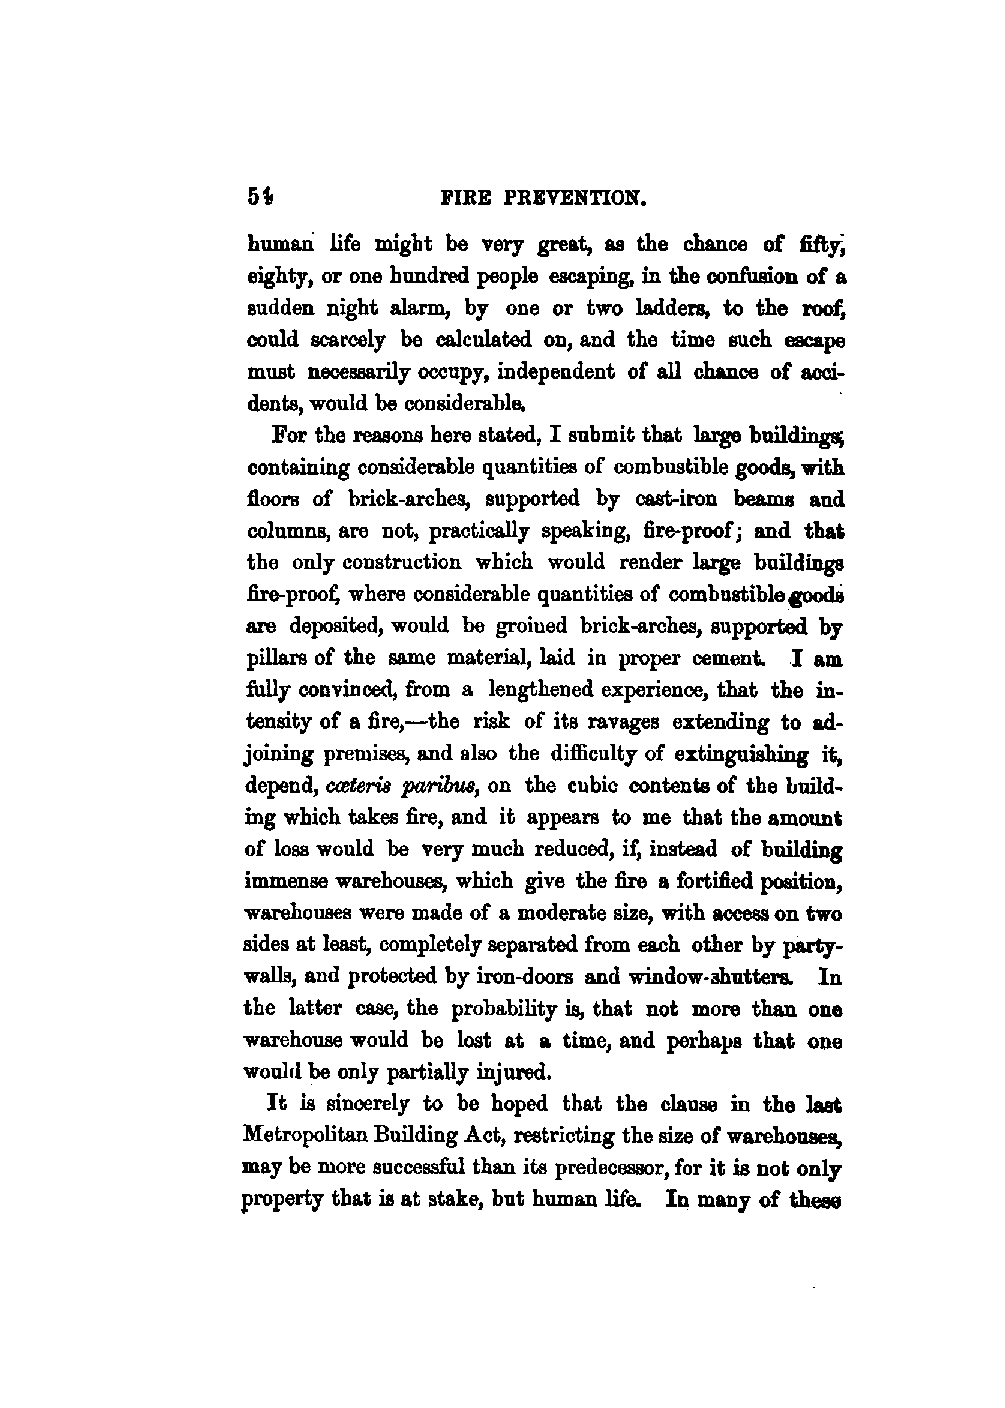 54 FIRE PREVENTION.
human life might be very great, as the chance of fifty,
eighty, or one hundred people escaping, in the confusion of a
sudden night alarm, by one or two ladders, to the roof,
could scarcely be calculated on, and the time such escape
must necessarily occupy, independent of all chance of acci-
dents, would be considerable.
For the reasons here stated, I submit that large buildings,
containing considerable quantities of combustible goods, with
floors of brick-arches, supported by cast-iron beams and
columns, are not, practically speaking, fire-proof; and that
the only construction which would render large buildings
fire-proof, where considerable quantities of combustible goods
are deposited, would be groined brick-arches, supported by
pillars of the same material, laid in proper cement. I am
fully convinced, from a lengthened experience, that the in-
tensity of a fire,—the risk of its ravages extending to ad-
joining premises, and also the difficulty of extinguishing it,
depend, cæteris paribus, on the cubic contents of the build-
ing which takes fire, and it appears to me that the amount
of loss would be very much reduced, if, instead of building
immense warehouses, which give the fire a fortified position,
warehouses were made of a moderate size, with access on two
sides at least, completely separated from each other by party-
walls, and protected by iron-doors and window-shutters. In
the latter case, the probability is, that not more than one
warehouse would be lost at a time, and perhaps that one
would be only partially injured.
It is sincerely to be hoped that the clause in the last
Metropolitan Building Act, restricting the size of warehouses,
may be more successful than its predecessor, for it is not only
property that is at stake, but human life. In many of these